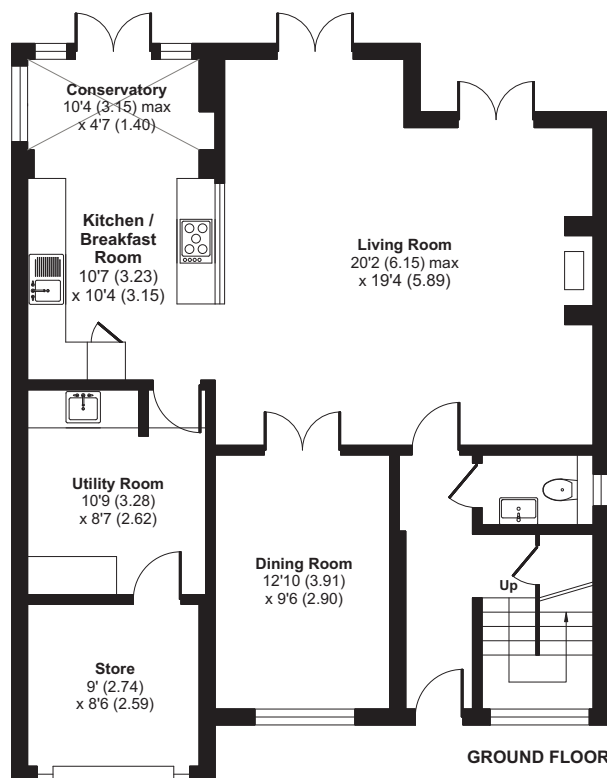 Conservatory
10'4 (3.15) max
x 4'7 (1.40)
Kitchen /
Breakfast
Room
10'7 (3.23)
x 10'4 (3.15)
Living Room
20'2 (6.15) max
x 19'4 (5.89)
Utility Room
10'9 (3.28)
x 8'7 (2.62)
Dining Room
12'10 (3.91)
x 9'6 (2.90)
Up
Store
9' (2.74)
x 8'6 (2.59)
GROUND FLOOR